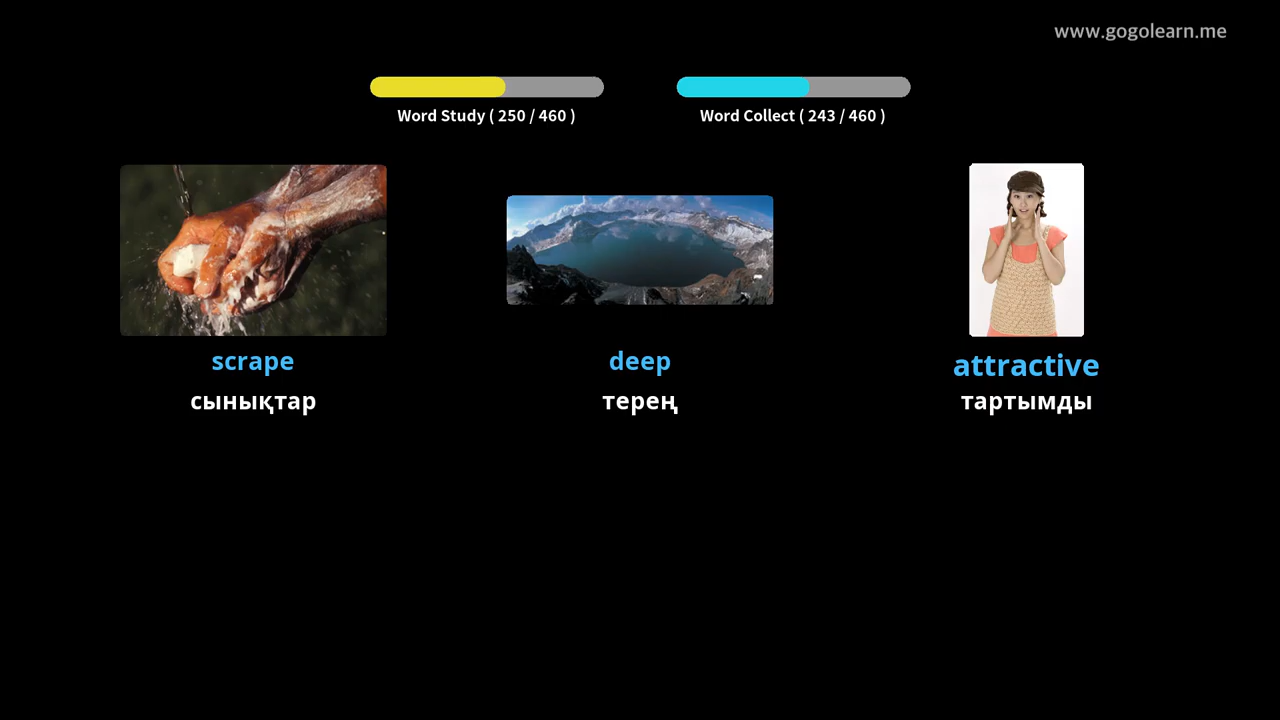 www.gogolearn.me
Word Study ( 250 / 460 )
Word Collect ( 243 / 460 )
scrape
deep
attractive
сынықтар
терең
тартымды